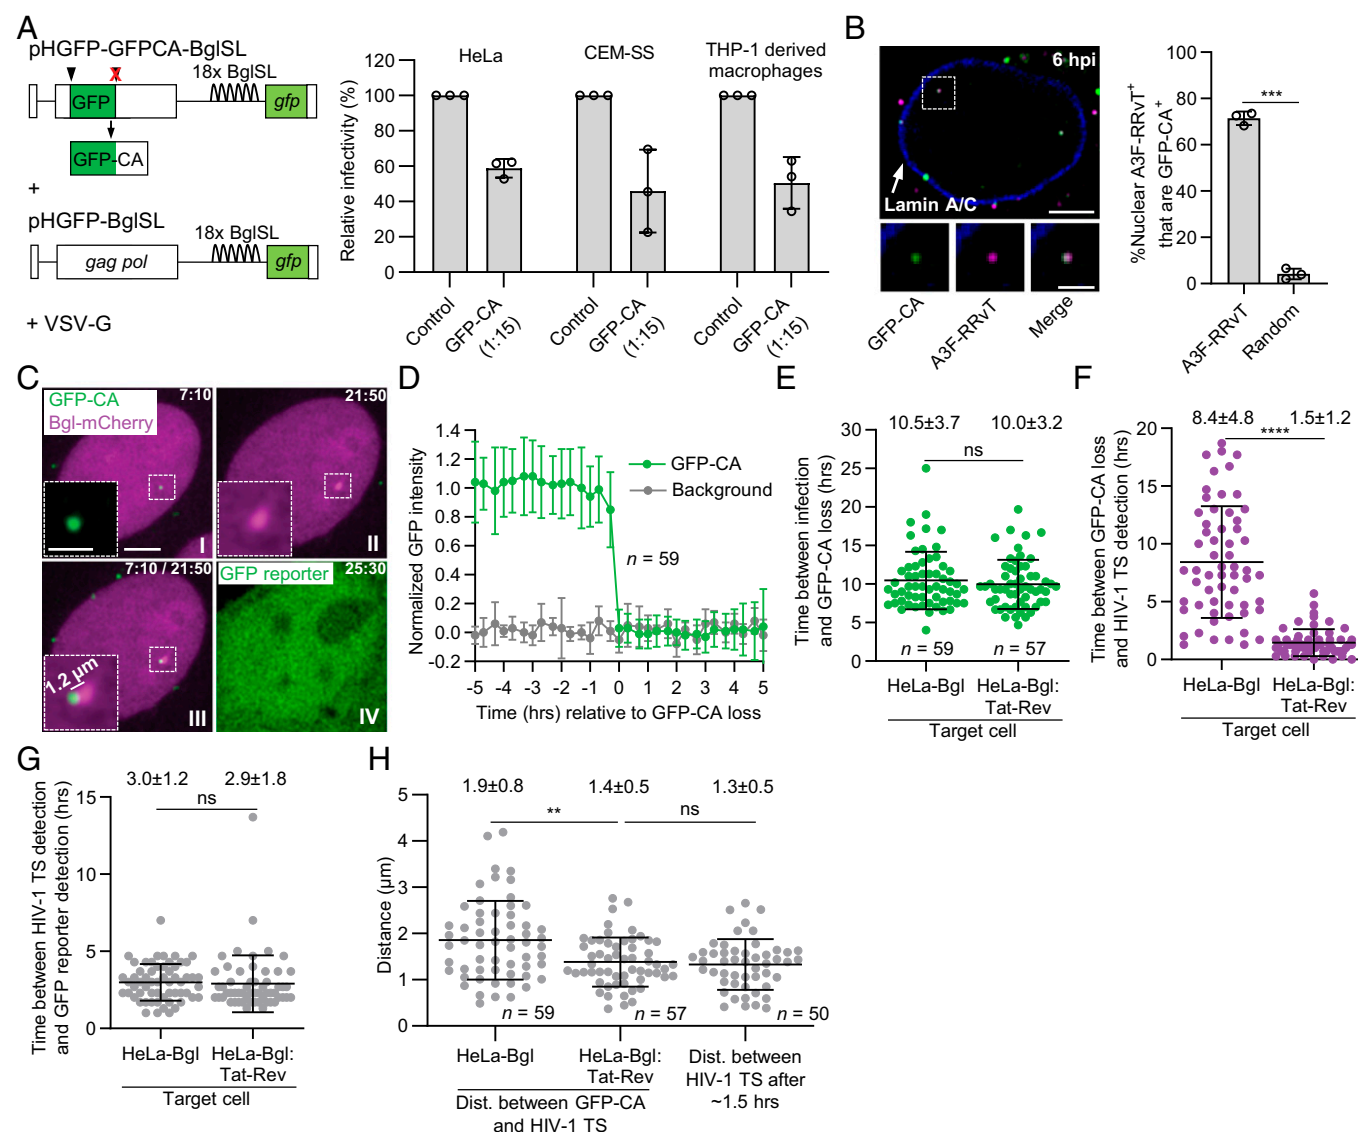 A
pHGFP-GFPCA-BglSL
18x BglSL
GFP
gfp
GFP-CA
+
pHGFP-BglSL
18x BglSL
gag pol
gfp
+ VSV-G
Relative infectivity (%)
120
100
80
60
40
20
0
HeLa
CEM-SS
THP-1 derived
macrophages
Control
GFP-CA
(1:15)
Control
GFP-CA
(1:15)
Control
GFP-CA
(1:15)
B
6 hpi
Lamin A/C
GFP-CA
A3F-RRvT
Merge
%Nuclear A3F-RRvT+
that are GFP-CA+
100
80
60
40
20
0
***
A3F-RRvT
Random
C
GFP-CA
Bgl-mCherry
7:10
I
21:50
II
7:10 / 21:50
1.2 µm
III
GFP reporter
25:30
IV
D
Normalized GFP intensity
1.4
1.2
1.0
0.8
0.6
0.4
0.2
0.0
-0.2
GFP-CA
Background
n = 59
-5 -4 -3 -2 -1 0 1 2 3 4 5
Time (hrs) relative to GFP-CA loss
E
Time between infection
and GFP-CA loss (hrs)
10.5±3.7 10.0±3.2
ns
30
25
20
15
10
5
0
n = 59 n = 57
HeLa-Bgl HeLa-Bgl:
Tat-Rev
Target cell
F
Time between GFP-CA loss
and HIV-1 TS detection (hrs)
8.4±4.8 1.5±1.2
****
20
15
10
5
0
HeLa-Bgl HeLa-Bgl:
Tat-Rev
Target cell
G
Time between HIV-1 TS detection
and GFP reporter detection (hrs)
3.0±1.2 2.9±1.8
ns
15
10
5
0
HeLa-Bgl HeLa-Bgl:
Tat-Rev
Target cell
H
Distance (µm)
1.9±0.8 1.4±0.5 1.3±0.5
** ns
5
4
3
2
1
0
n = 59 n = 57 n = 50
HeLa-Bgl HeLa-Bgl:
Tat-Rev
Dist. between GFP-CA
and HIV-1 TS
Dist. between
HIV-1 TS after
~1.5 hrs